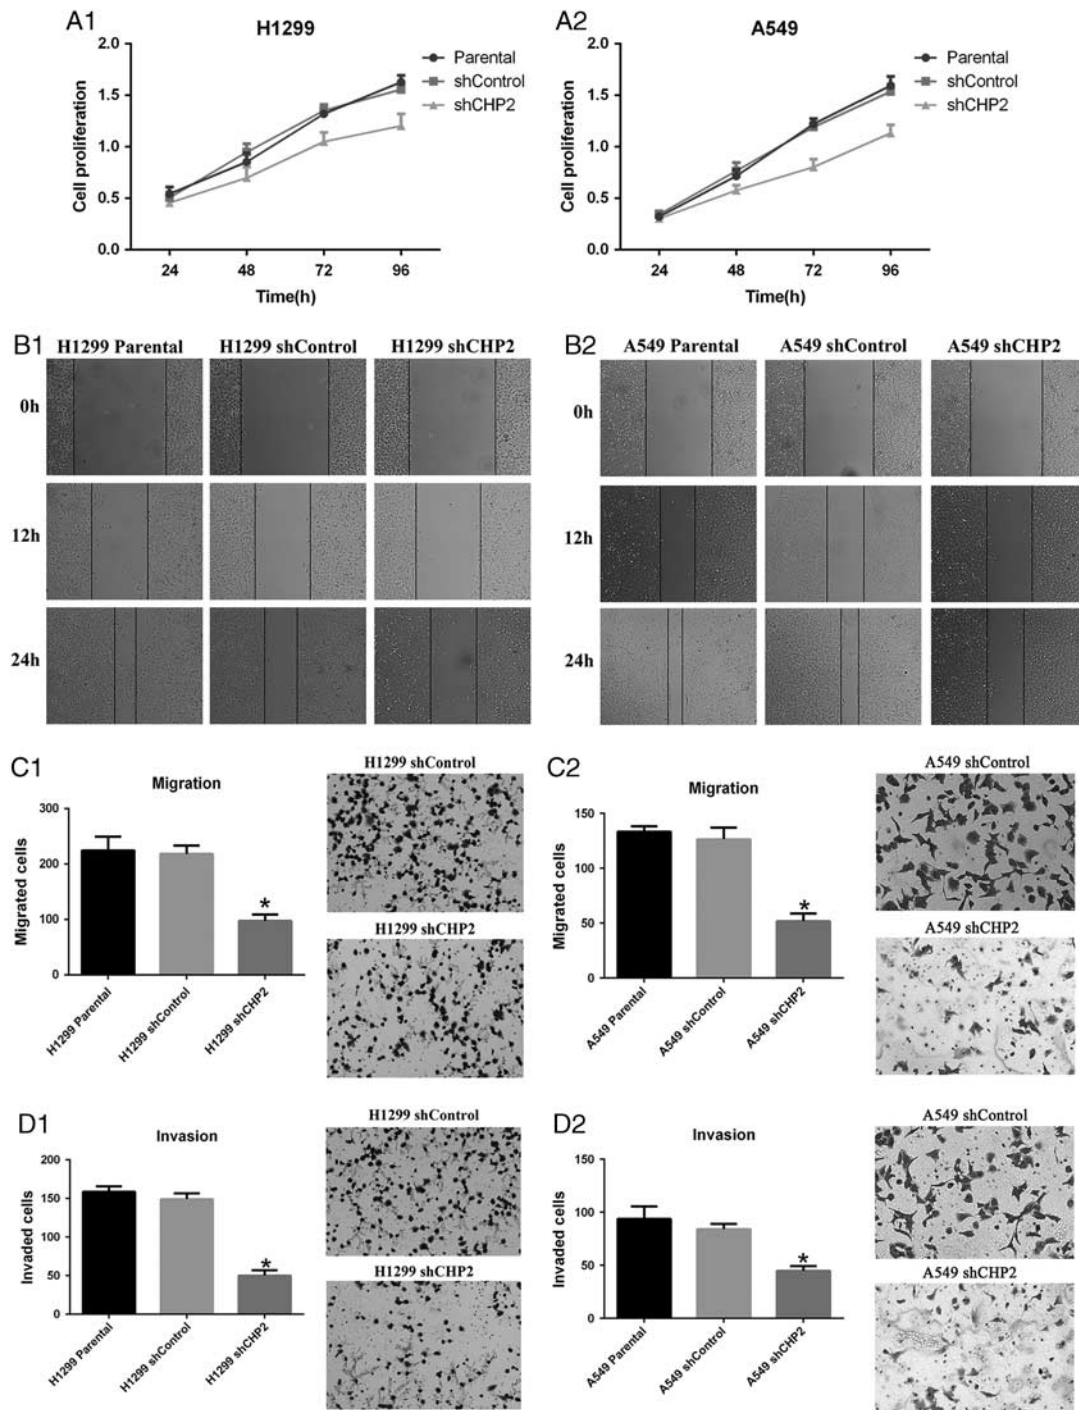 A1
H1299
2.0
1.5
1.0
0.5
0.0
Cell proliferation
24 48 72 96
Time(h)
Parental
shControl
shCHP2
A2
A549
2.0
1.5
1.0
0.5
0.0
Cell proliferation
24 48 72 96
Time(h)
Parental
shControl
shCHP2
B1
H1299 Parental H1299 shControl H1299 shCHP2
0h
12h
24h
B2
A549 Parental A549 shControl A549 shCHP2
0h
12h
24h
C1
Migration
300
200
100
0
Migrated cells
*
H1299 Parental
H1299 shControl
H1299 shCHP2
H1299 shControl
H1299 shCHP2
C2
Migration
150
100
50
0
Migrated cells
*
A549 Parental
A549 shControl
A549 shCHP2
A549 shControl
A549 shCHP2
D1
Invasion
200
150
100
50
0
Invaded cells
*
H1299 Parental
H1299 shControl
H1299 shCHP2
H1299 shControl
H1299 shCHP2
D2
Invasion
150
100
50
0
Invaded cells
*
A549 Parental
A549 shControl
A549 shCHP2
A549 shControl
A549 shCHP2